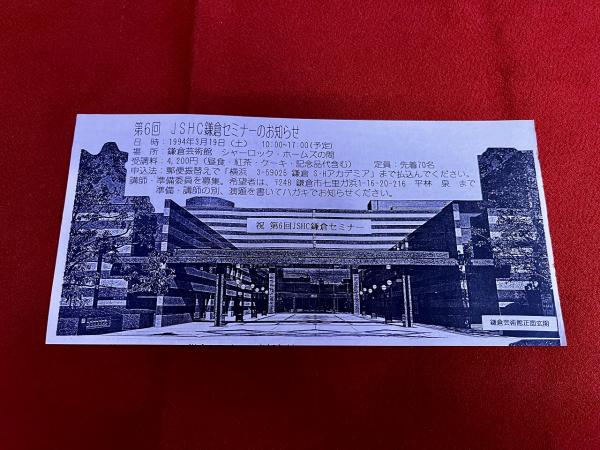 第6回 JSHC鎌倉セミナーのお知らせ
日 時：1994年3月19日（土） 10:00~17:00(予定)
場 所：鎌倉芸術館 シャーロック・ホームズの間
受講料：4,200円（昼食・紅茶・ケーキ・記念品代含む） 定員：先着70名
申込法：郵便振替えで「横浜 3-69026 鎌倉 S･Hアカデミア」まで払込んでください。
講師・準備委員を募集。希望者は、〒248 鎌倉市七里ガ浜1-16-20-216 平林 泉 まで
準備・講師の別、演題を書いてハガキでお知らせください。
祝 第6回JSHC鎌倉セミナー
鎌倉芸術館正面玄関